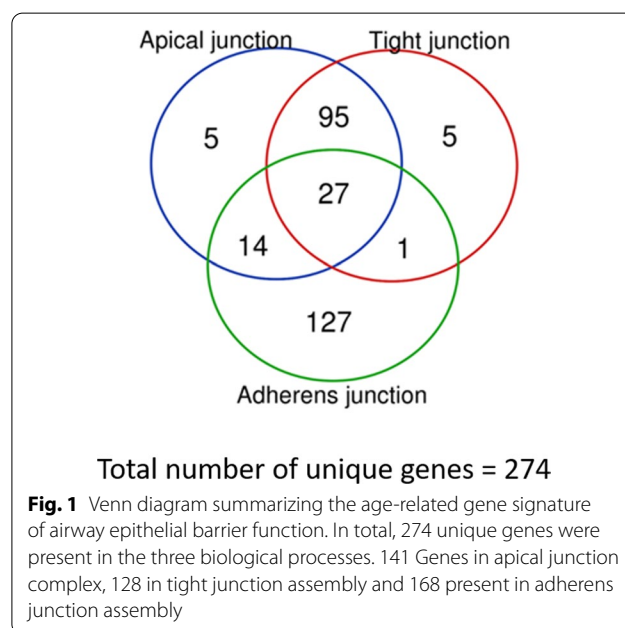 Apical junction Tight junction
95
5 5
27
14 1
127
Adherens junction
Total number of unique genes = 274
Fig. 1 Venn diagram summarizing the age-related gene signature
of airway epithelial barrier function. In total, 274 unique genes were
present in the three biological processes. 141 Genes in apical junction
complex, 128 in tight junction assembly and 168 present in adherens
junction assembly